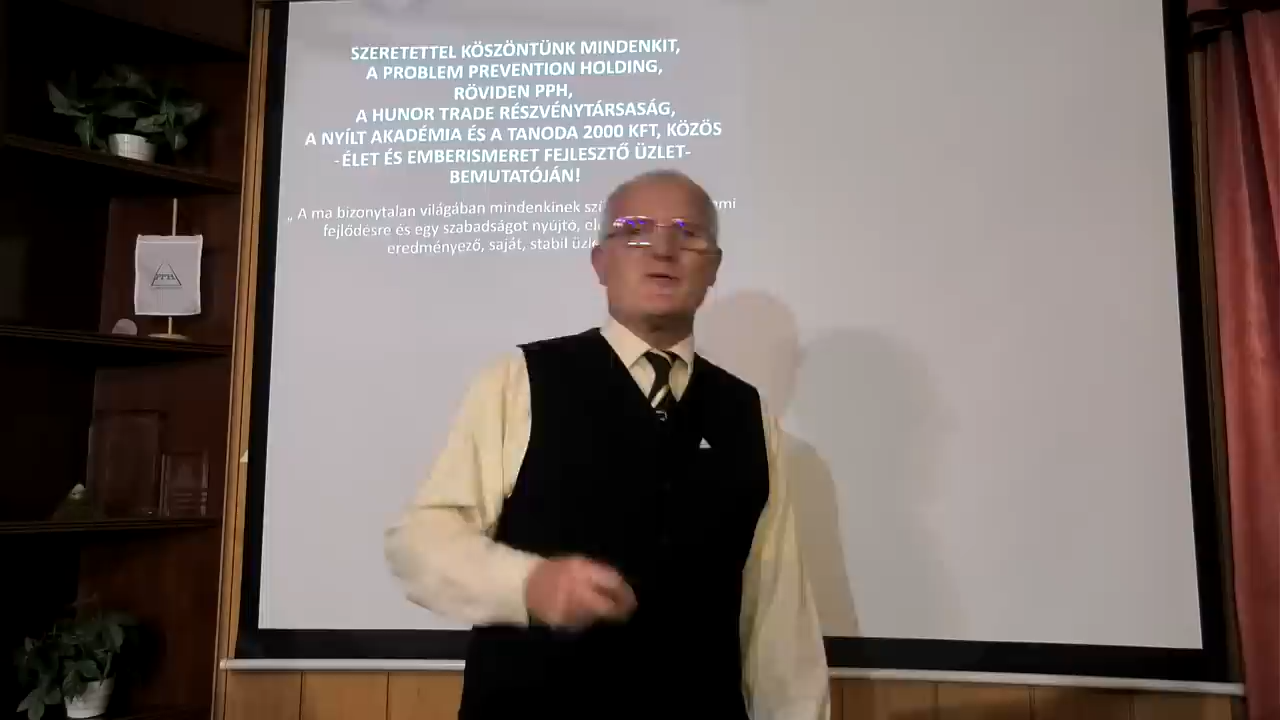 SZERETETTEL KÖSZÖNTÜNK MINDENKIT,
A PROBLEM PREVENTION HOLDING,
RÖVIDEN PPH,
A HUNOR TRADE RÉSZVÉNYTÁRSASÁG,
A NYÍLT AKADÉMIA ÉS A TANODA 2000 KFT, KÖZÖS
-ÉLET ÉS EMBERISMERET FEJLESZTŐ ÜZLET-
BEMUTATÓJÁN!
„ A ma bizonytalan világában mindenkinek
fejlődésre és egy szabadságot nyújtó,
eredményező, saját, stabil